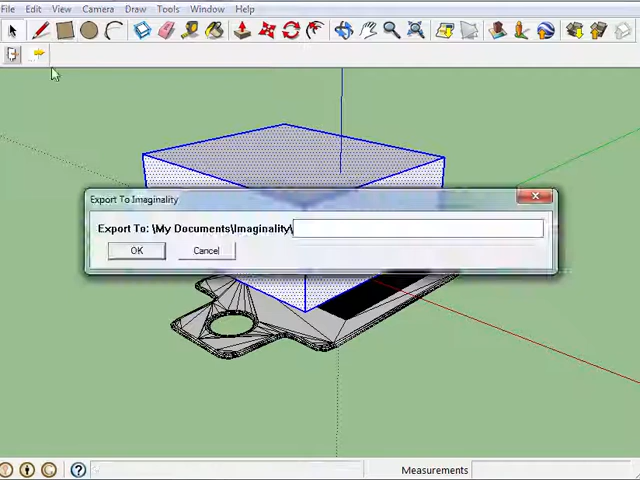 File Edit View Camera Draw Tools Window Help
Export To Imaginality
Export To: \My Documents\Imaginality\
OK Cancel
Measurements